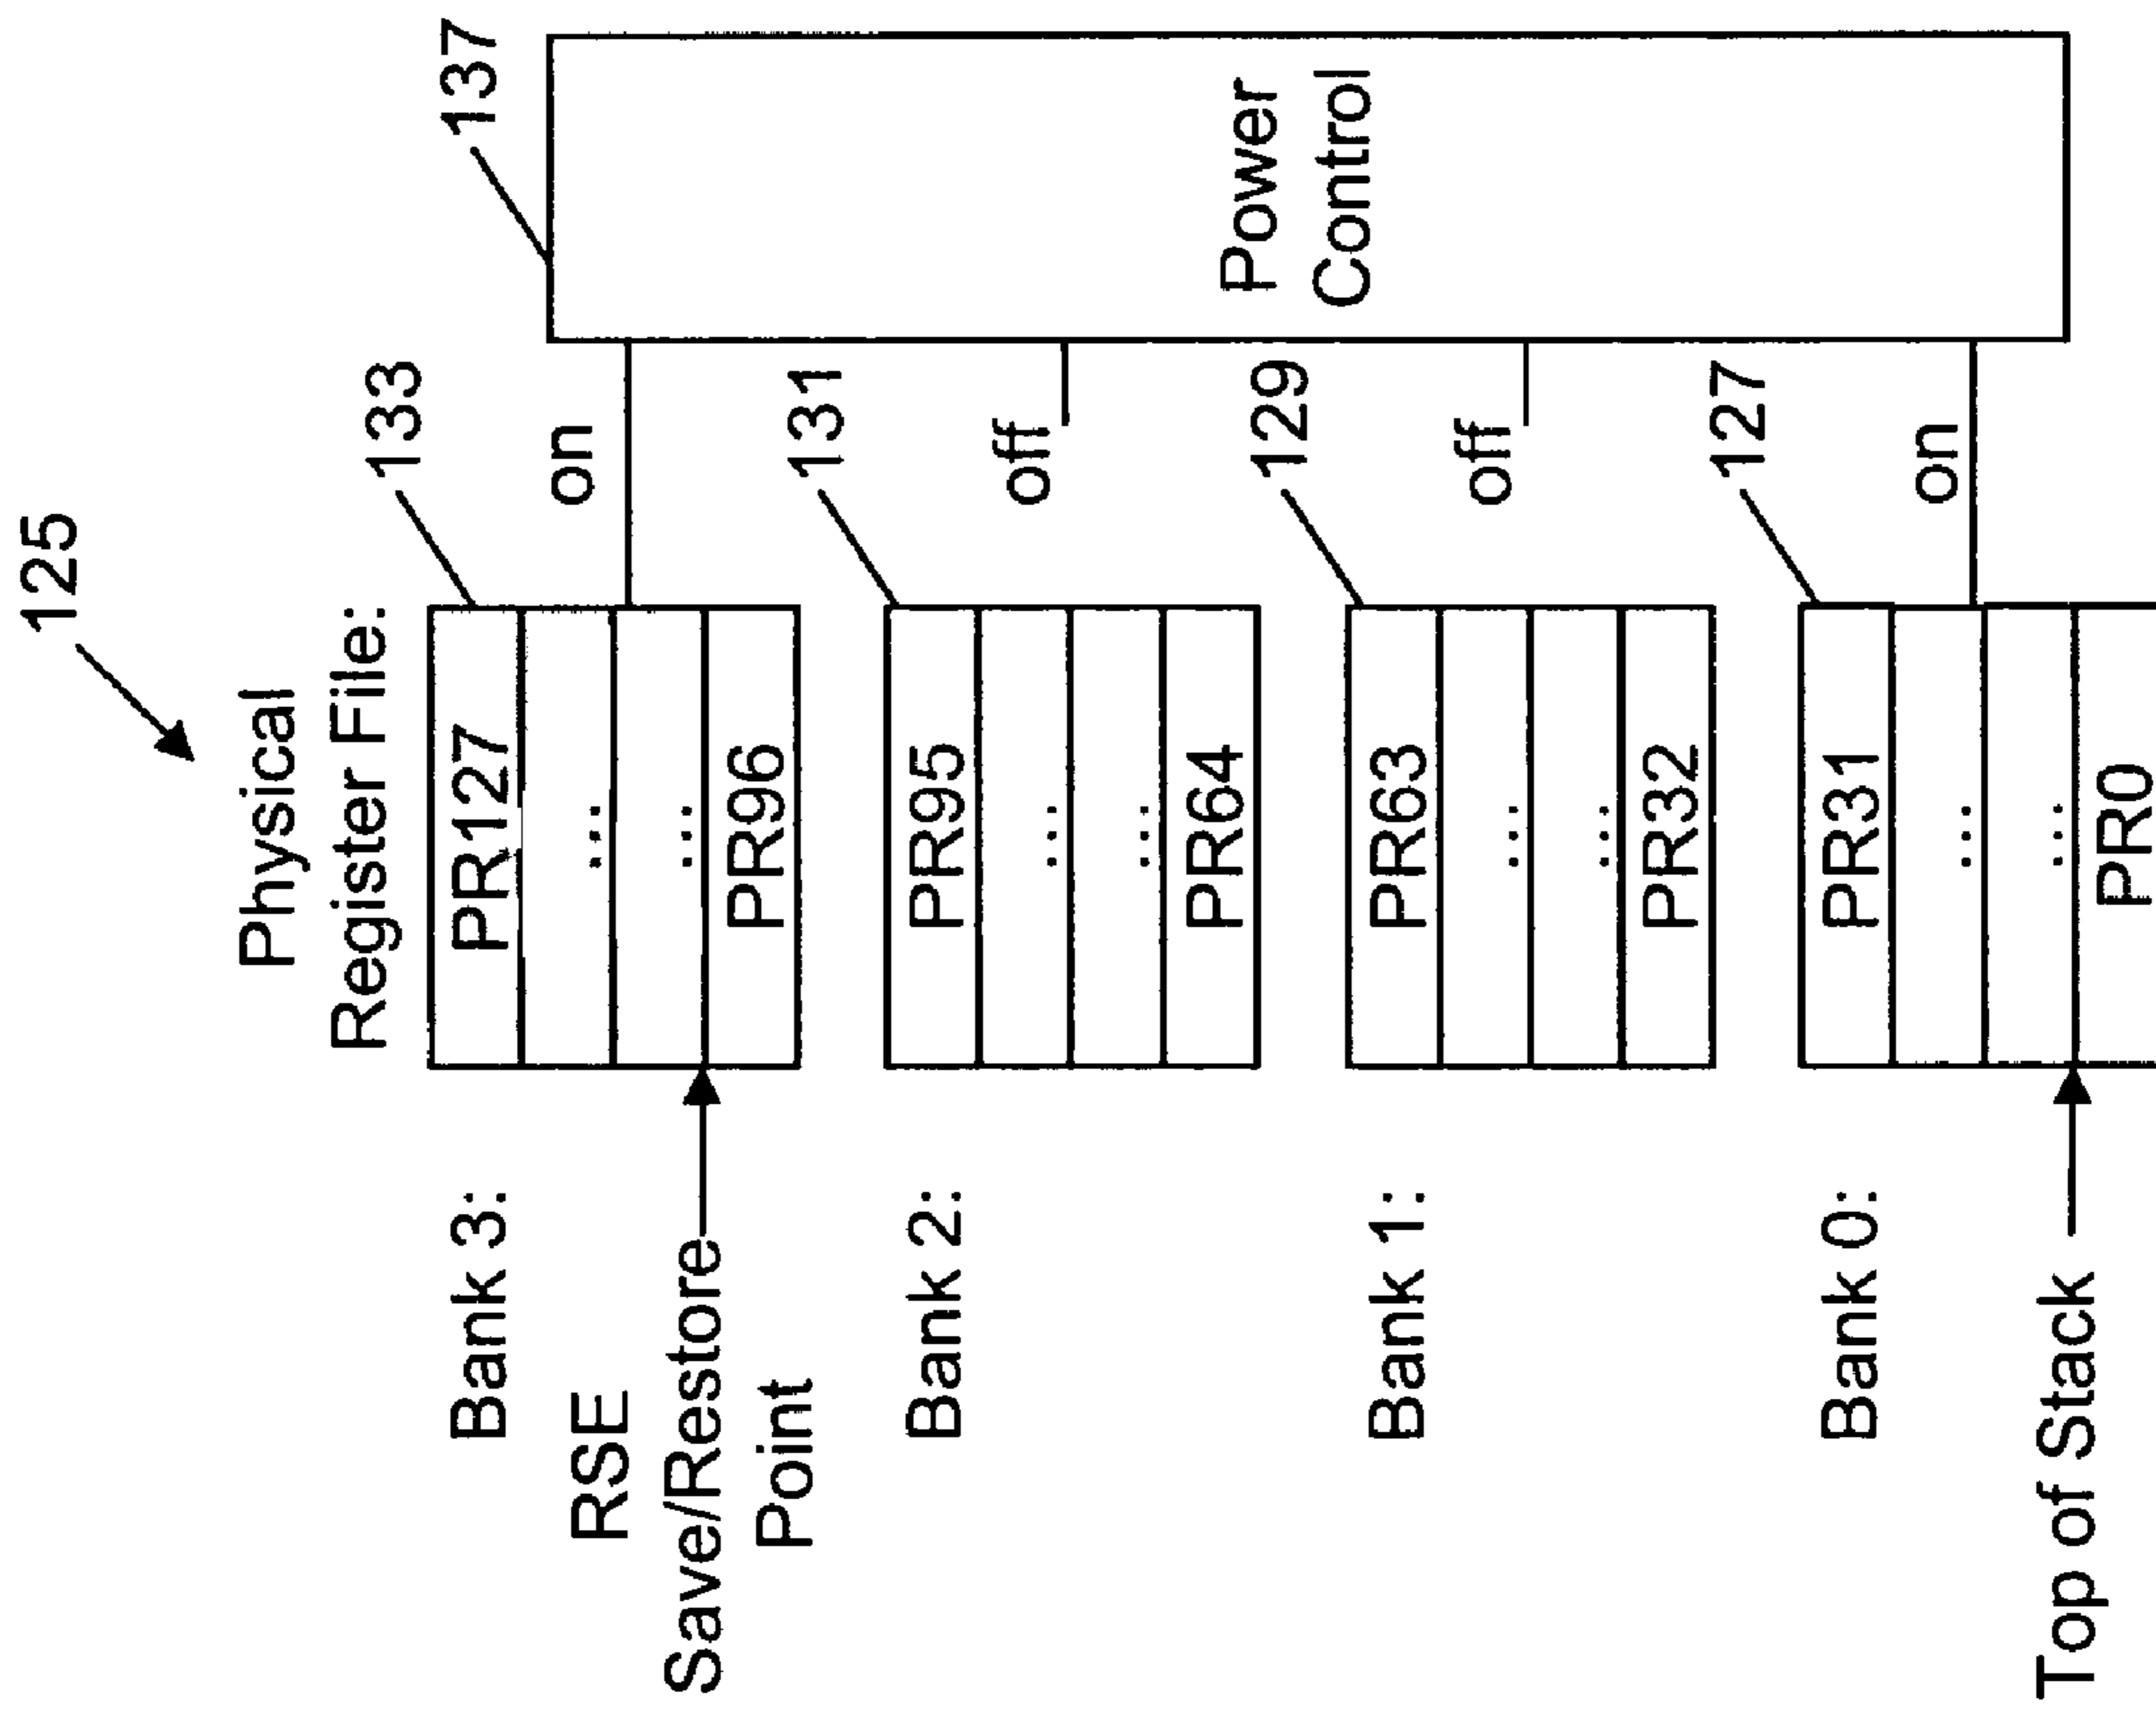 125
Physical
Register File:
137
Bank 3:
PR127
...
...
PR96
133
on
RSE
Save/Restore
Point
Bank 2:
PR95
...
...
PR64
131
off
Power
Control
Bank 1:
PR63
...
...
PR32
129
off
Bank 0:
PR31
...
...
PR0
127
on
Top of Stack